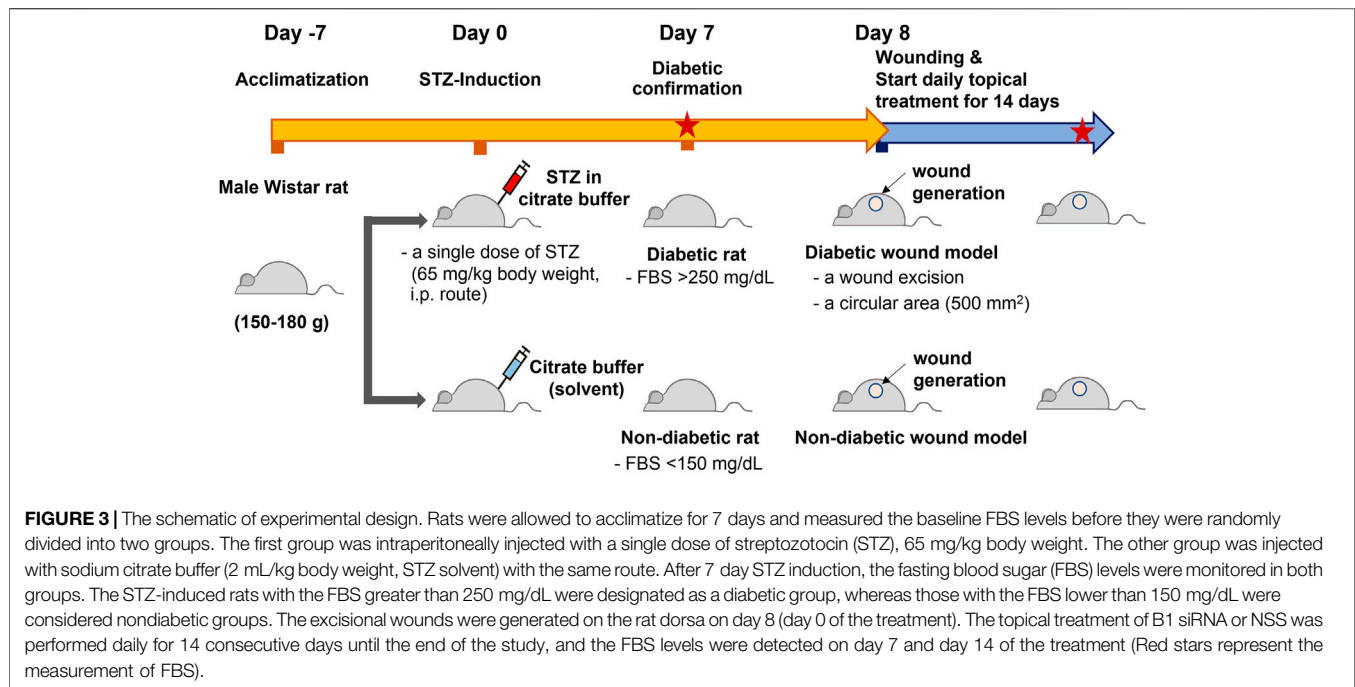 Day -7 Day 0 Day 7 Day 8
Acclimatization STZ-Induction Diabetic confirmation Wounding &
Start daily topical
treatment for 14 days
Male Wistar rat
(150-180 g)
STZ in
citrate buffer
- a single dose of STZ
(65 mg/kg body weight,
i.p. route)
Diabetic rat
- FBS >250 mg/dL
wound
generation
Diabetic wound model
- a wound excision
- a circular area (500 mm²)
Citrate buffer
(solvent)
Non-diabetic rat
- FBS <150 mg/dL
wound
generation
Non-diabetic wound model
FIGURE 3 | The schematic of experimental design. Rats were allowed to acclimatize for 7 days and measured the baseline FBS levels before they were randomly
divided into two groups. The first group was intraperitoneally injected with a single dose of streptozotocin (STZ), 65 mg/kg body weight. The other group was injected
with sodium citrate buffer (2 mL/kg body weight, STZ solvent) with the same route. After 7 day STZ induction, the fasting blood sugar (FBS) levels were monitored in both
groups. The STZ-induced rats with the FBS greater than 250 mg/dL were designated as a diabetic group, whereas those with the FBS lower than 150 mg/dL were
considered nondiabetic groups. The excisional wounds were generated on the rat dorsa on day 8 (day 0 of the treatment). The topical treatment of B1 siRNA or NSS was
performed daily for 14 consecutive days until the end of the study, and the FBS levels were detected on day 7 and day 14 of the treatment (Red stars represent the
measurement of FBS).